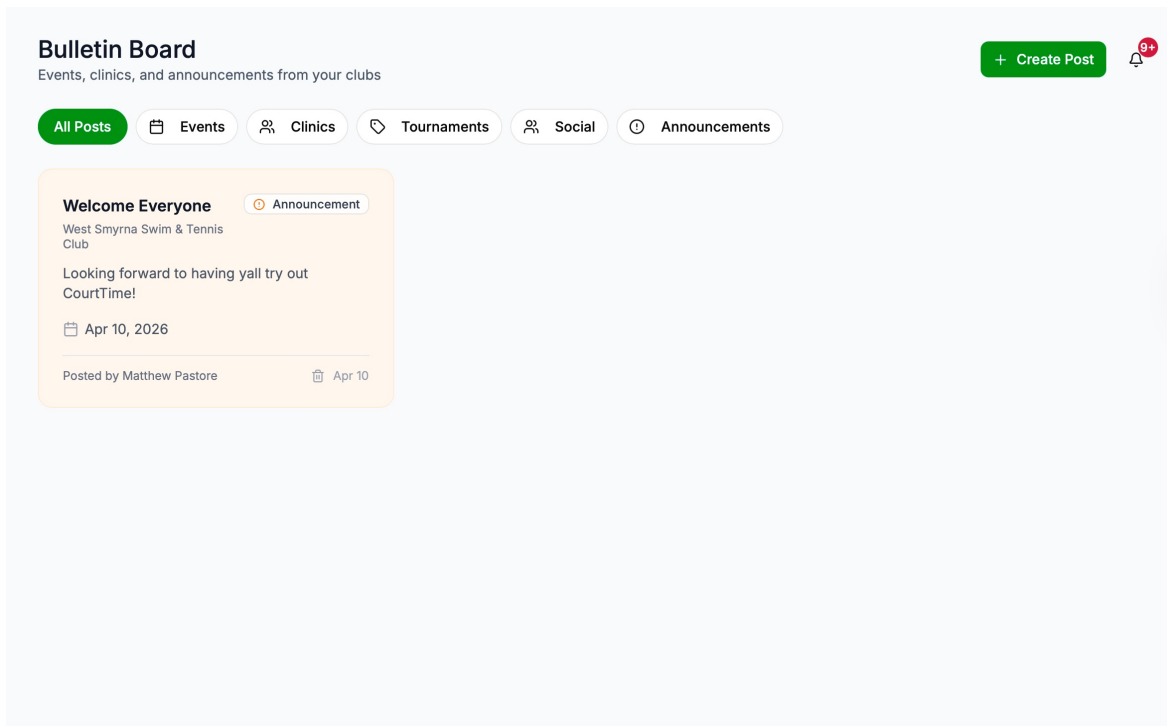 Bulletin Board
Events, clinics, and announcements from your clubs
+ Create Post
9+
All Posts
Events
Clinics
Tournaments
Social
Announcements
Welcome Everyone
Announcement
West Smyrna Swim & Tennis
Club
Looking forward to having yall try out
CourtTime!
Apr 10, 2026
Posted by Matthew Pastore
Apr 10